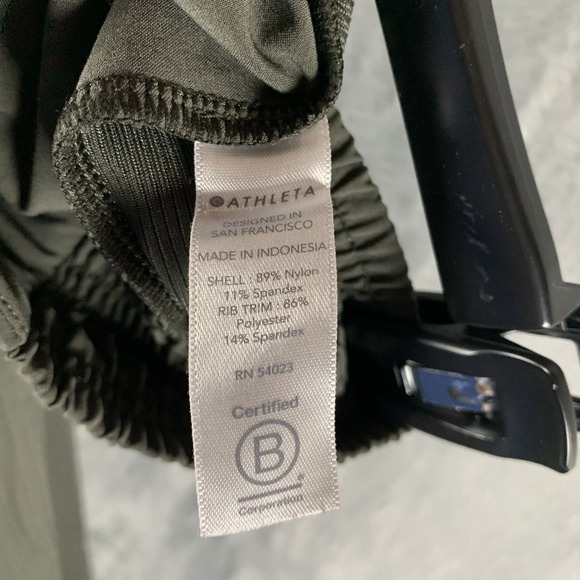 ATHLETA
DESIGNED IN
SAN FRANCISCO
MADE IN INDONESIA
SHELL : 89% Nylon
11% Spandex
RIB TRIM : 86%
Polyester
14% Spandex
RN 54023
Certified
B
Corporation